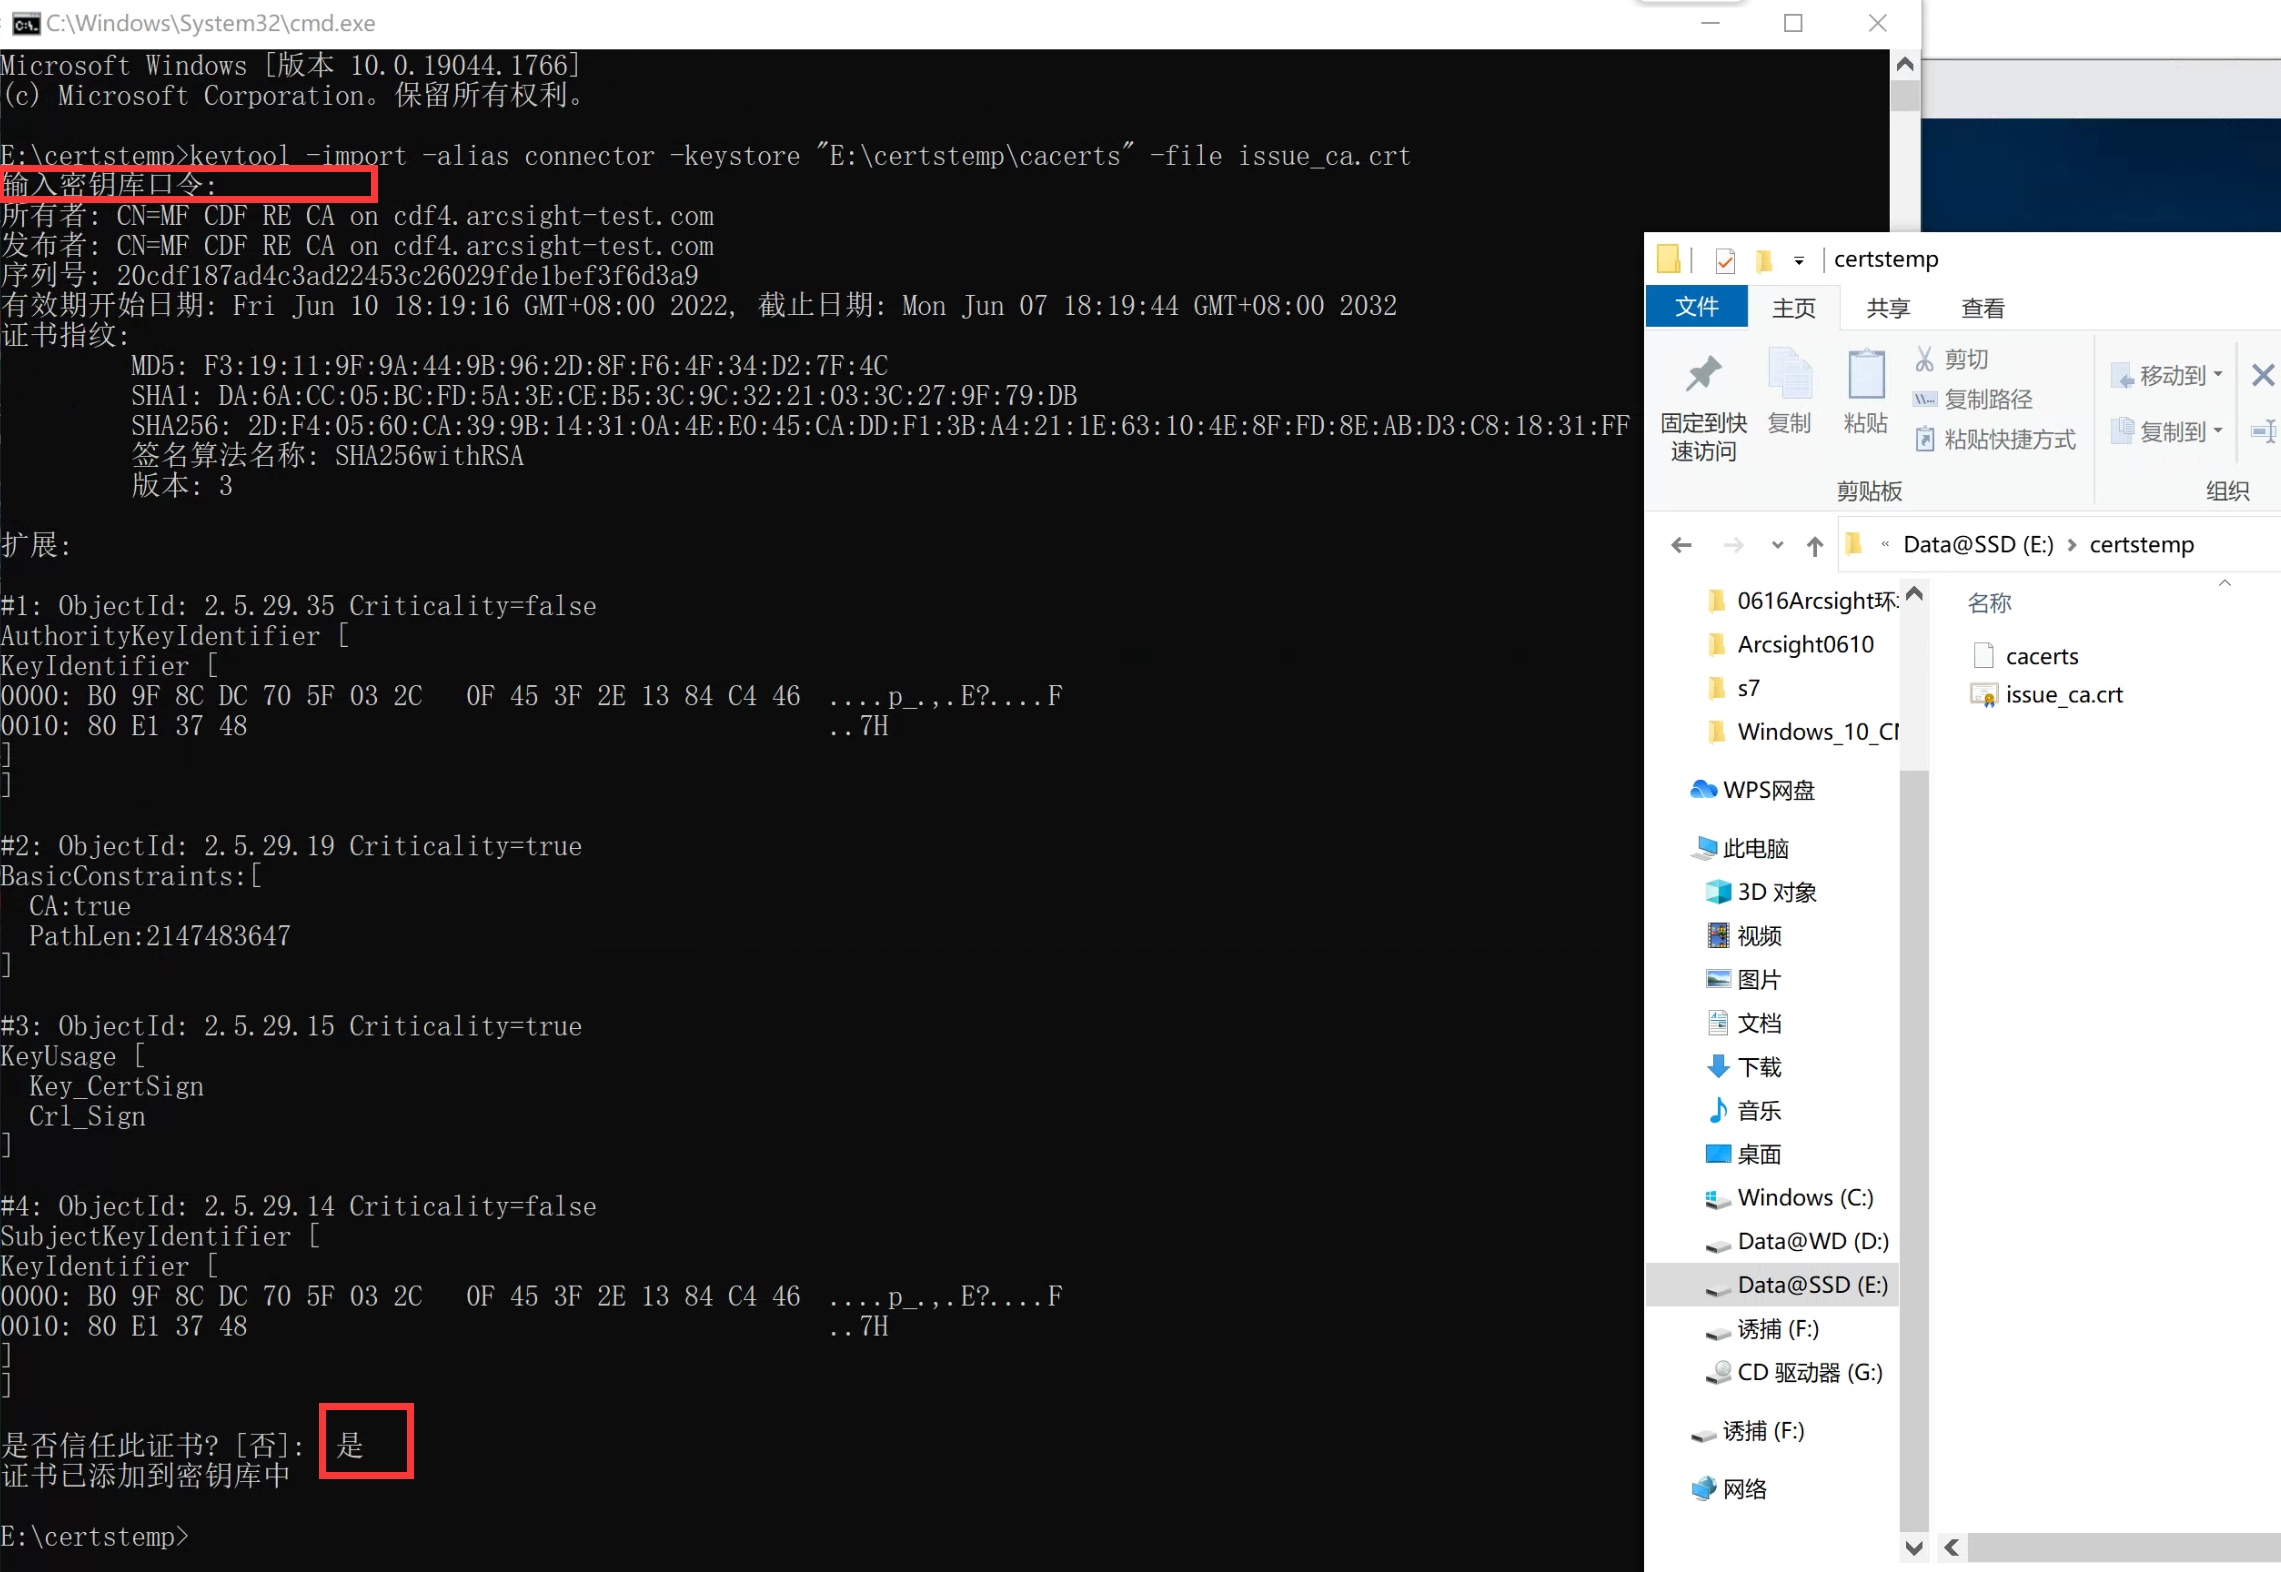 C:\Windows\System32\cmd.exe
Microsoft Windows [版本 10.0.19044.1766]
(c) Microsoft Corporation。保留所有权利。
E:\certstemp>keytool -import -alias connector -keystore "E:\certstemp\cacerts" -file issue_ca.crt
输入密钥库口令:
所有者: CN=MF CDF RE CA on cdf4.arcsight-test.com
发布者: CN=MF CDF RE CA on cdf4.arcsight-test.com
序列号: 20cdf187ad4c3ad22453c26029fde1bef3f6d3a9
有效期开始日期: Fri Jun 10 18:19:16 GMT+08:00 2022, 截止日期: Mon Jun 07 18:19:44 GMT+08:00 2032
证书指纹:
MD5: F3:19:11:9F:9A:44:9B:96:2D:8F:F6:4F:34:D2:7F:4C
SHA1: DA:6A:CC:05:BC:FD:5A:3E:CE:B5:3C:9C:32:21:03:3C:27:9F:79:DB
SHA256: 2D:F4:05:60:CA:39:9B:14:31:0A:4E:E0:45:CA:DD:F1:3B:A4:21:1E:63:10:4E:8F:FD:8E:AB:D3:C8:18:31:FF
签名算法名称: SHA256withRSA
版本: 3
扩展:
#1: ObjectId: 2.5.29.35 Criticality=false
AuthorityKeyIdentifier [
KeyIdentifier [
0000: B0 9F 8C DC 70 5F 03 2C   0F 45 3F 2E 13 84 C4 46  ....p_.,.E?....F
0010: 80 E1 37 48                                        ..7H
]
]
#2: ObjectId: 2.5.29.19 Criticality=true
BasicConstraints:[
CA:true
PathLen:2147483647
]
#3: ObjectId: 2.5.29.15 Criticality=true
KeyUsage [
Key_CertSign
Crl_Sign
]
#4: ObjectId: 2.5.29.14 Criticality=false
SubjectKeyIdentifier [
KeyIdentifier [
0000: B0 9F 8C DC 70 5F 03 2C   0F 45 3F 2E 13 84 C4 46  ....p_.,.E?....F
0010: 80 E1 37 48                                        ..7H
]
]
是否信任此证书? [否]:  是
证书已添加到密钥库中
E:\certstemp>
certstemp
文件 主页 共享 查看
固定到快速访问
复制
粘贴
剪切
复制路径
粘贴快捷方式
剪贴板
移动到
复制到
组织
« Data@SSD (E:) > certstemp
0616Arcsight环
Arcsight0610
s7
Windows_10_CN
WPS网盘
此电脑
3D 对象
视频
图片
文档
下载
音乐
桌面
Windows (C:)
Data@WD (D:)
Data@SSD (E:)
诱捕 (F:)
CD 驱动器 (G:)
诱捕 (F:)
网络
名称
cacerts
issue_ca.crt